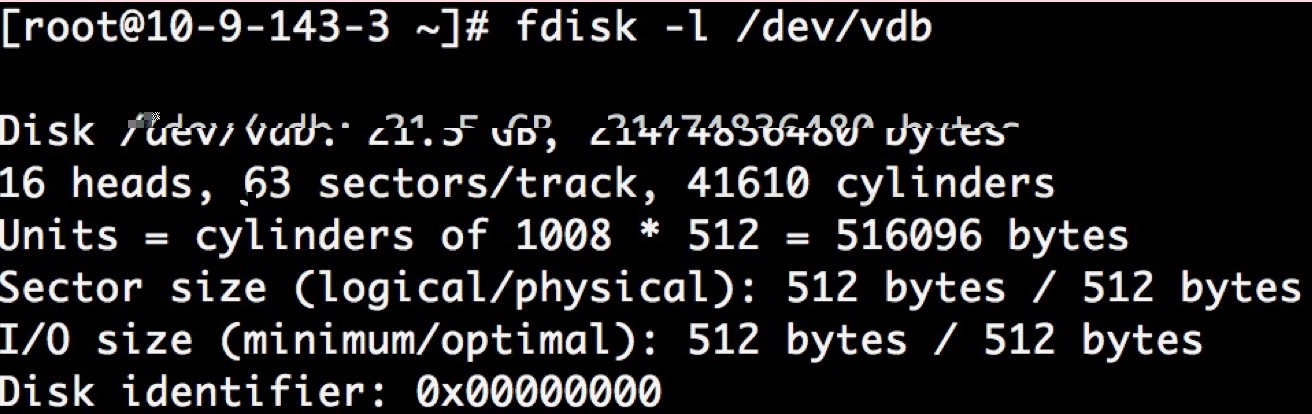 [root@10-9-143-3 ~]# fdisk -l /dev/vdb
Disk /dev/vdb: 21.5 GB, 21474836480 bytes
16 heads, 63 sectors/track, 41610 cylinders
Units = cylinders of 1008 * 512 = 516096 bytes
Sector size (logical/physical): 512 bytes / 512 bytes
I/O size (minimum/optimal): 512 bytes / 512 bytes
Disk identifier: 0x00000000